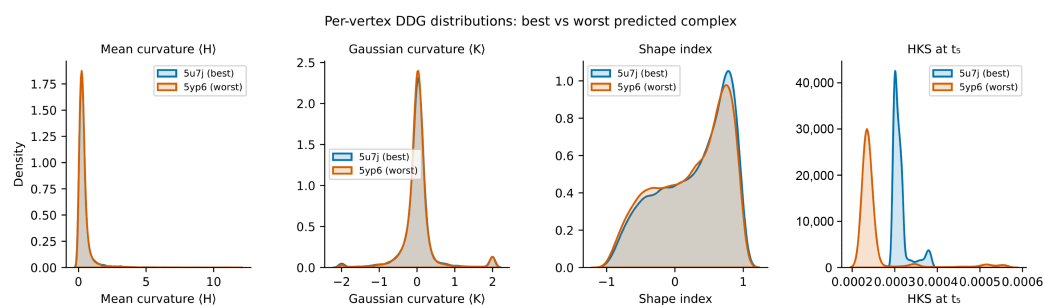 Per-vertex DDG distributions: best vs worst predicted complex
Mean curvature (H)
Density
0.00
0.25
0.50
0.75
1.00
1.25
1.50
1.75
0
5
10
5u7j (best)
5yp6 (worst)
Mean curvature (H)
Gaussian curvature (K)
0.0
0.5
1.0
1.5
2.0
2.5
−2
−1
0
1
2
5u7j (best)
5yp6 (worst)
Gaussian curvature (K)
Shape index
0.0
0.2
0.4
0.6
0.8
1.0
−1
0
1
5u7j (best)
5yp6 (worst)
Shape index
HKS at t₅
0
10,000
20,000
30,000
40,000
0.0002
0.0003
0.0004
0.0005
0.0006
5u7j (best)
5yp6 (worst)
HKS at t₅